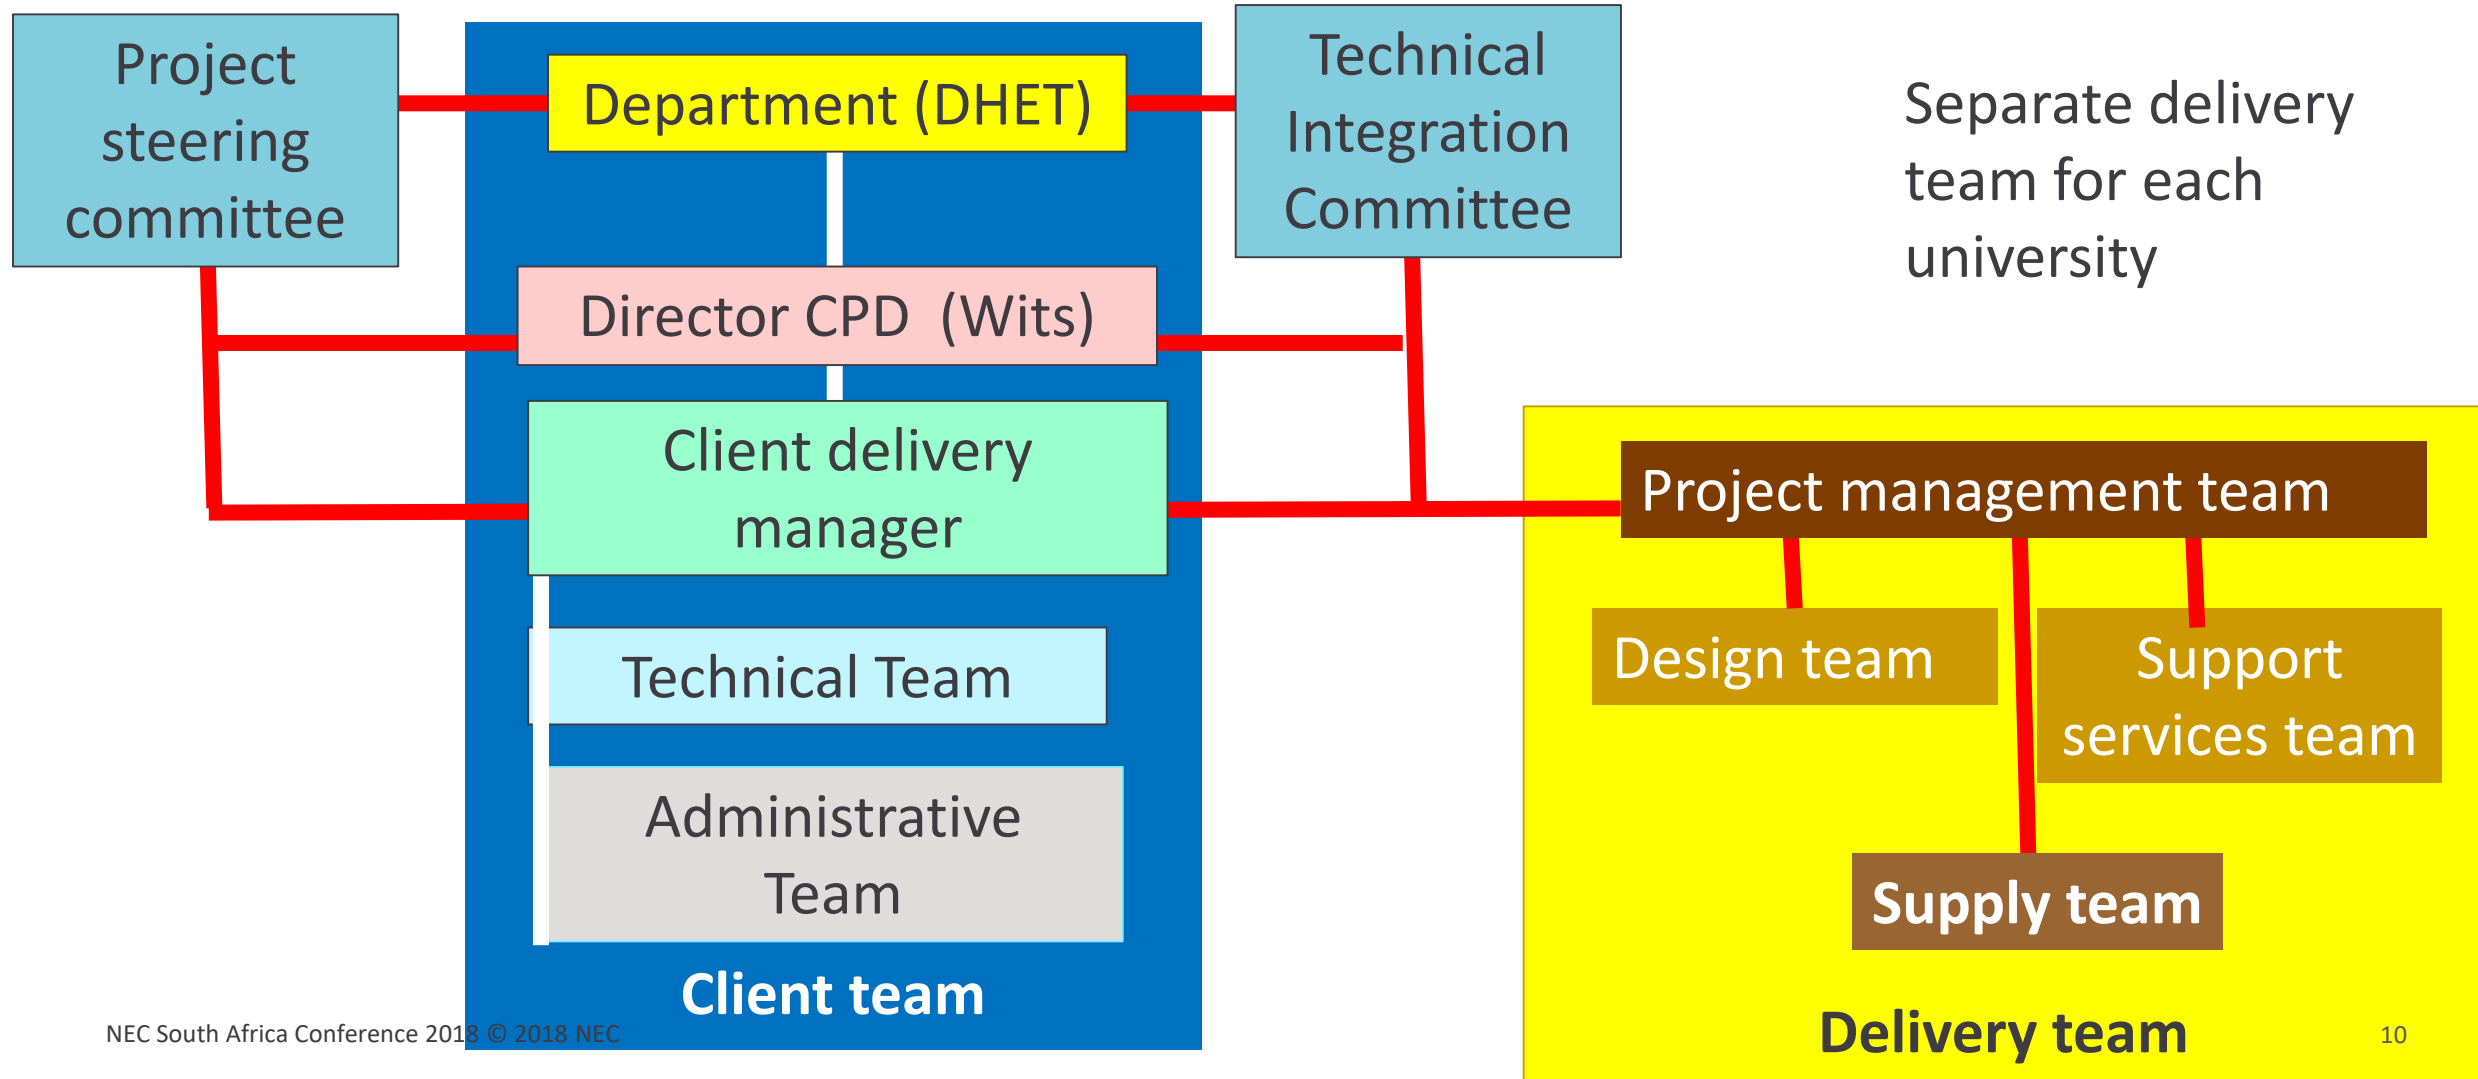 Project
steering
committee
Department (DHET)
Technical
Integration
Committee
Separate delivery
team for each
university
Director CPD  (Wits)
Client delivery
manager
Project management team
Technical Team
Design team
Support
services team
Administrative
Team
Supply team
Client team
Delivery team
NEC South Africa Conference 2018 © 2018 NEC
10